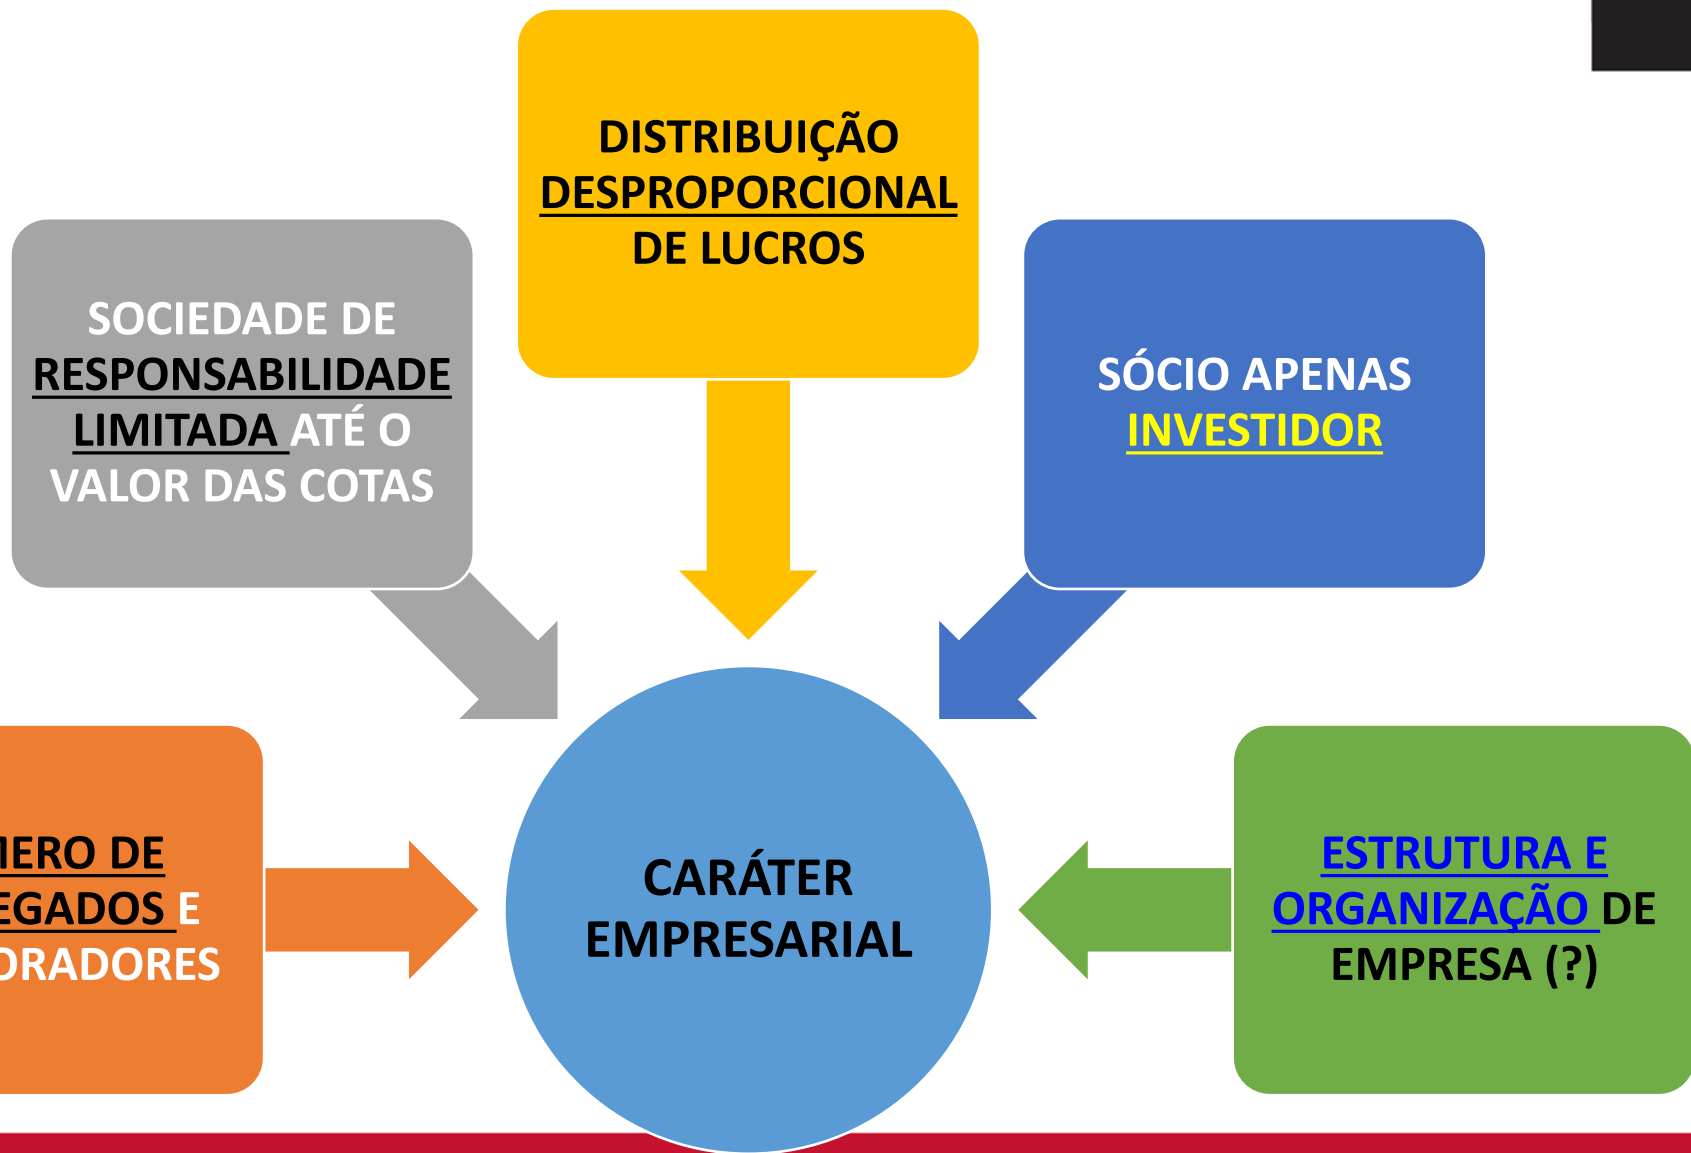 DISTRIBUIÇÃO
DESPROPORCIONAL
DE LUCROS
SOCIEDADE DE
RESPONSABILIDADE
LIMITADA ATÉ O
VALOR DAS COTAS
SÓCIO APENAS
INVESTIDOR
DE
E
CARÁTER
EMPRESARIAL
ESTRUTURA E
ORGANIZAÇÃO DE
EMPRESA (?)